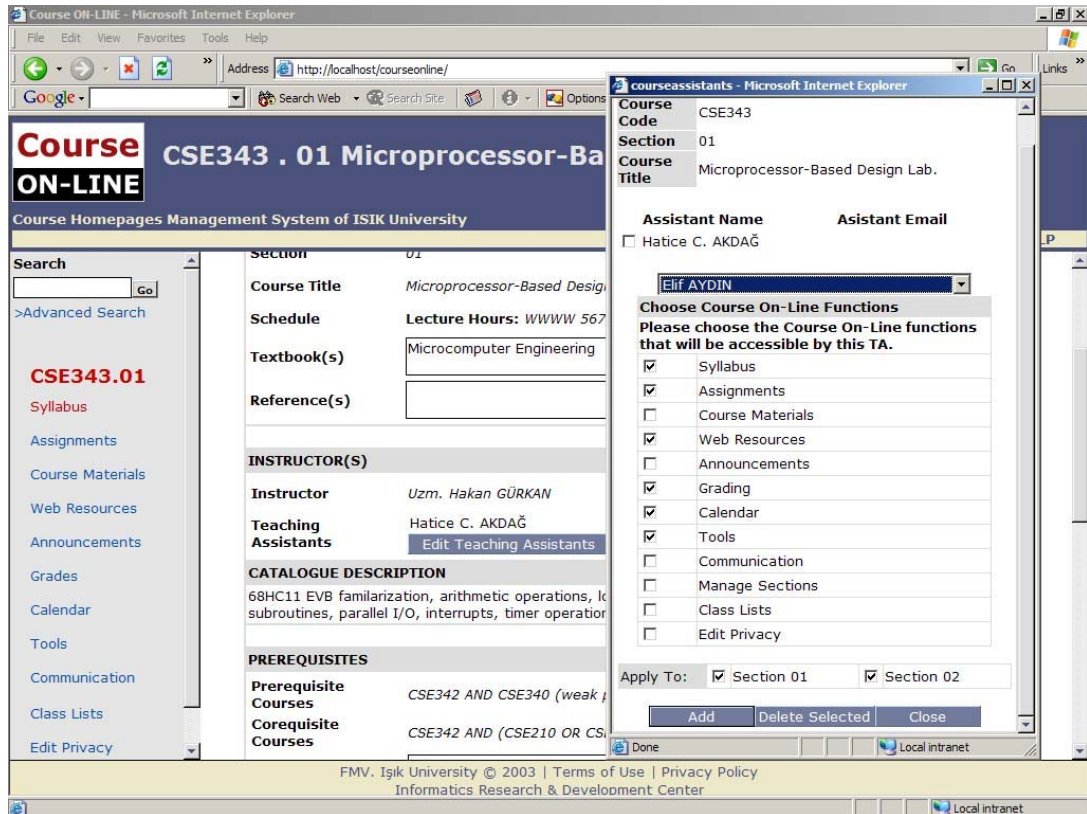 Course ON-LINE - Microsoft Internet Explorer
File Edit View Favorites Tools Help
Address http://localhost/courseonline/ Go Links
Google Search Web Search Site Options
Course
ON-LINE
CSE343 . 01 Microprocessor-Ba
Course Homepages Management System of ISIK University
Search
Go
>Advanced Search
CSE343.01
Syllabus
Assignments
Course Materials
Web Resources
Announcements
Grades
Calendar
Tools
Communication
Class Lists
Edit Privacy
Section 01
Course Title Microprocessor-Based Desig
Schedule Lecture Hours: WWWW 567
Textbook(s) Microcomputer Engineering
Reference(s)
INSTRUCTOR(S)
Instructor Uzm. Hakan GÜRKAN
Teaching Assistants Hatice C. AKDAĞ
Edit Teaching Assistants
CATALOGUE DESCRIPTION
68HC11 EVB familarization, arithmetic operations, lo
subroutines, parallel I/O, interrupts, timer operation
PREREQUISITES
Prerequisite Courses CSE342 AND CSE340 (weak p
Corequisite Courses CSE342 AND (CSE210 OR CS
courseassistants - Microsoft Internet Explorer
Course Code CSE343
Section 01
Course Title Microprocessor-Based Design Lab.
Assistant Name Asistant Email
Hatice C. AKDAĞ
Elif AYDIN
Choose Course On-Line Functions
Please choose the Course On-Line functions
that will be accessible by this TA.
Syllabus
Assignments
Course Materials
Web Resources
Announcements
Grading
Calendar
Tools
Communication
Manage Sections
Class Lists
Edit Privacy
Apply To: Section 01 Section 02
Add Delete Selected Close
Done Local intranet
FMV. Işık University © 2003 | Terms of Use | Privacy Policy
Informatics Research & Development Center
Local intranet